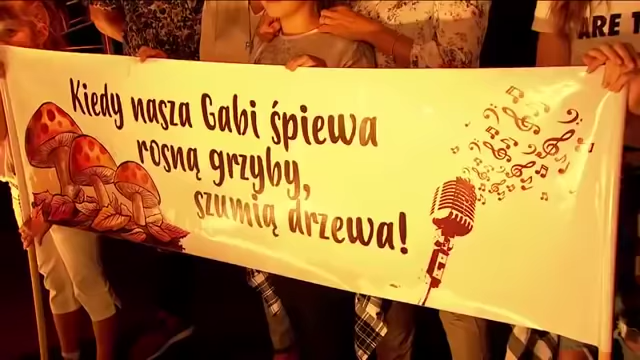 Kiedy nasza Gabi śpiewa
rosną grzyby,
szumią drzewa!
ARE